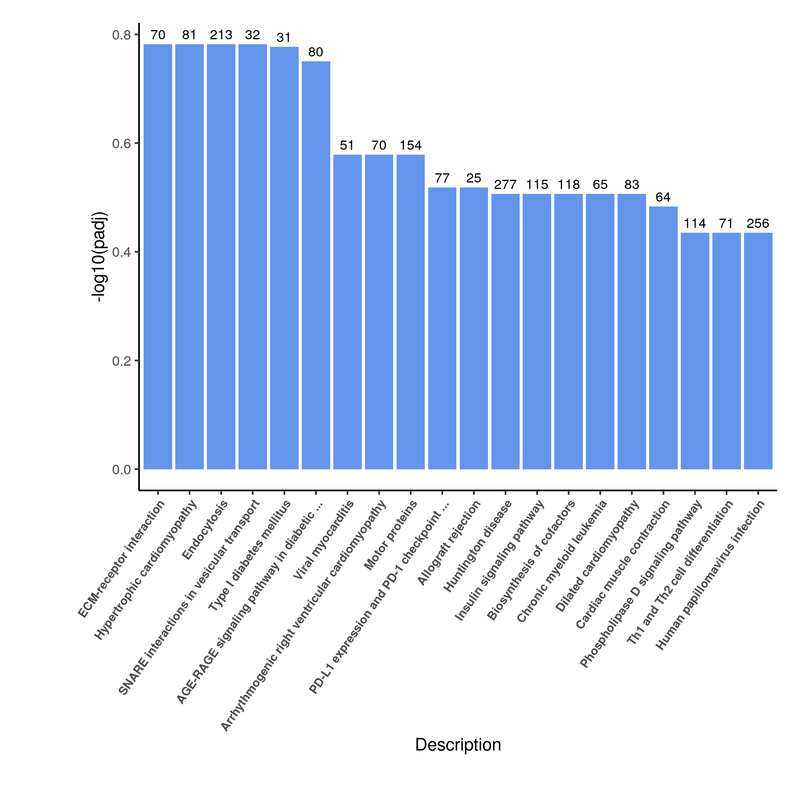 0.8
0.6
0.4
0.2
0.0
-log10(padj)
70 81 213 32 31 80 51 70 154 77 25 277 115 118 65 83 64 114 71 256
ECM-receptor interaction
Hypertrophic cardiomyopathy
Endocytosis
SNARE interactions in vesicular transport
Type I diabetes mellitus
AGE-RAGE signaling pathway in diabetic ...
Viral myocarditis
Arrhythmogenic right ventricular cardiomyopathy
Motor proteins
PD-L1 expression and PD-1 checkpoint ...
Allograft rejection
Huntington disease
Insulin signaling pathway
Biosynthesis of cofactors
Chronic myeloid leukemia
Dilated cardiomyopathy
Cardiac muscle contraction
Phospholipase D signaling pathway
Th1 and Th2 cell differentiation
Human papillomavirus infection
Description